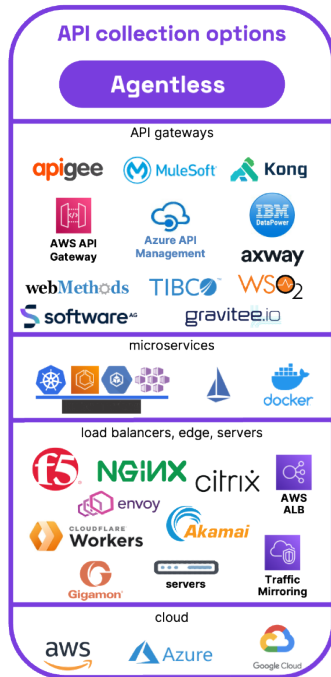 API collection options
Agentless
API gateways
apigee MuleSoft Kong
AWS API
Gateway
Azure API
Management
IBM
DataPower
axway
webMethods TIBCO WSO2
software AG gravitee.io
microservices
docker
load balancers, edge, servers
f5 NGINX citrix
AWS
ALB
envoy
CLOUDFLARE
Workers
Akamai
Gigamon
servers
Traffic
Mirroring
cloud
aws Azure Google Cloud